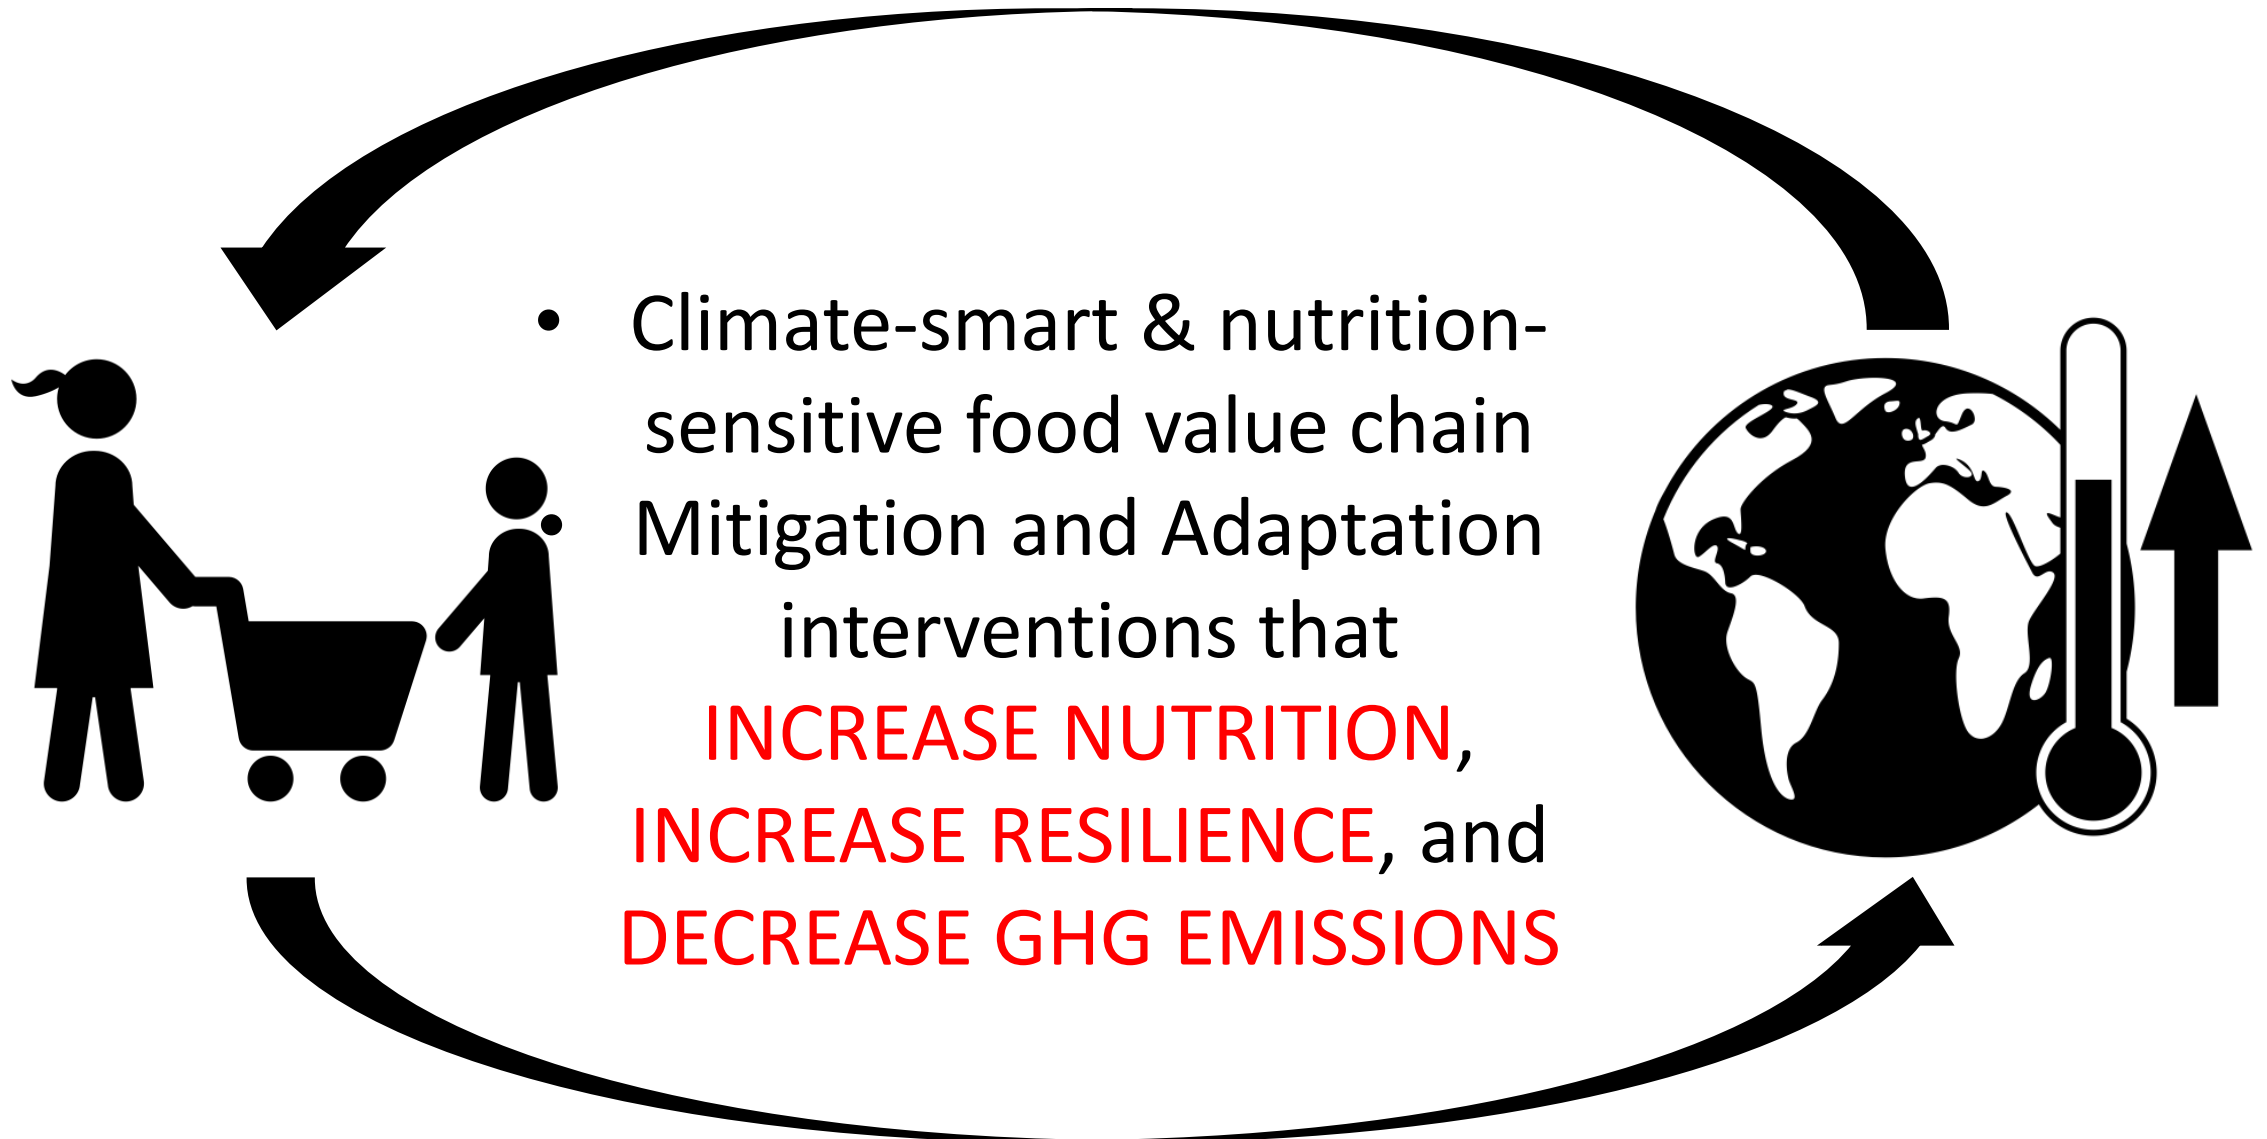 • Climate-smart & nutrition-
sensitive food value chain
• Mitigation and Adaptation
interventions that
INCREASE NUTRITION,
INCREASE RESILIENCE, and
DECREASE GHG EMISSIONS